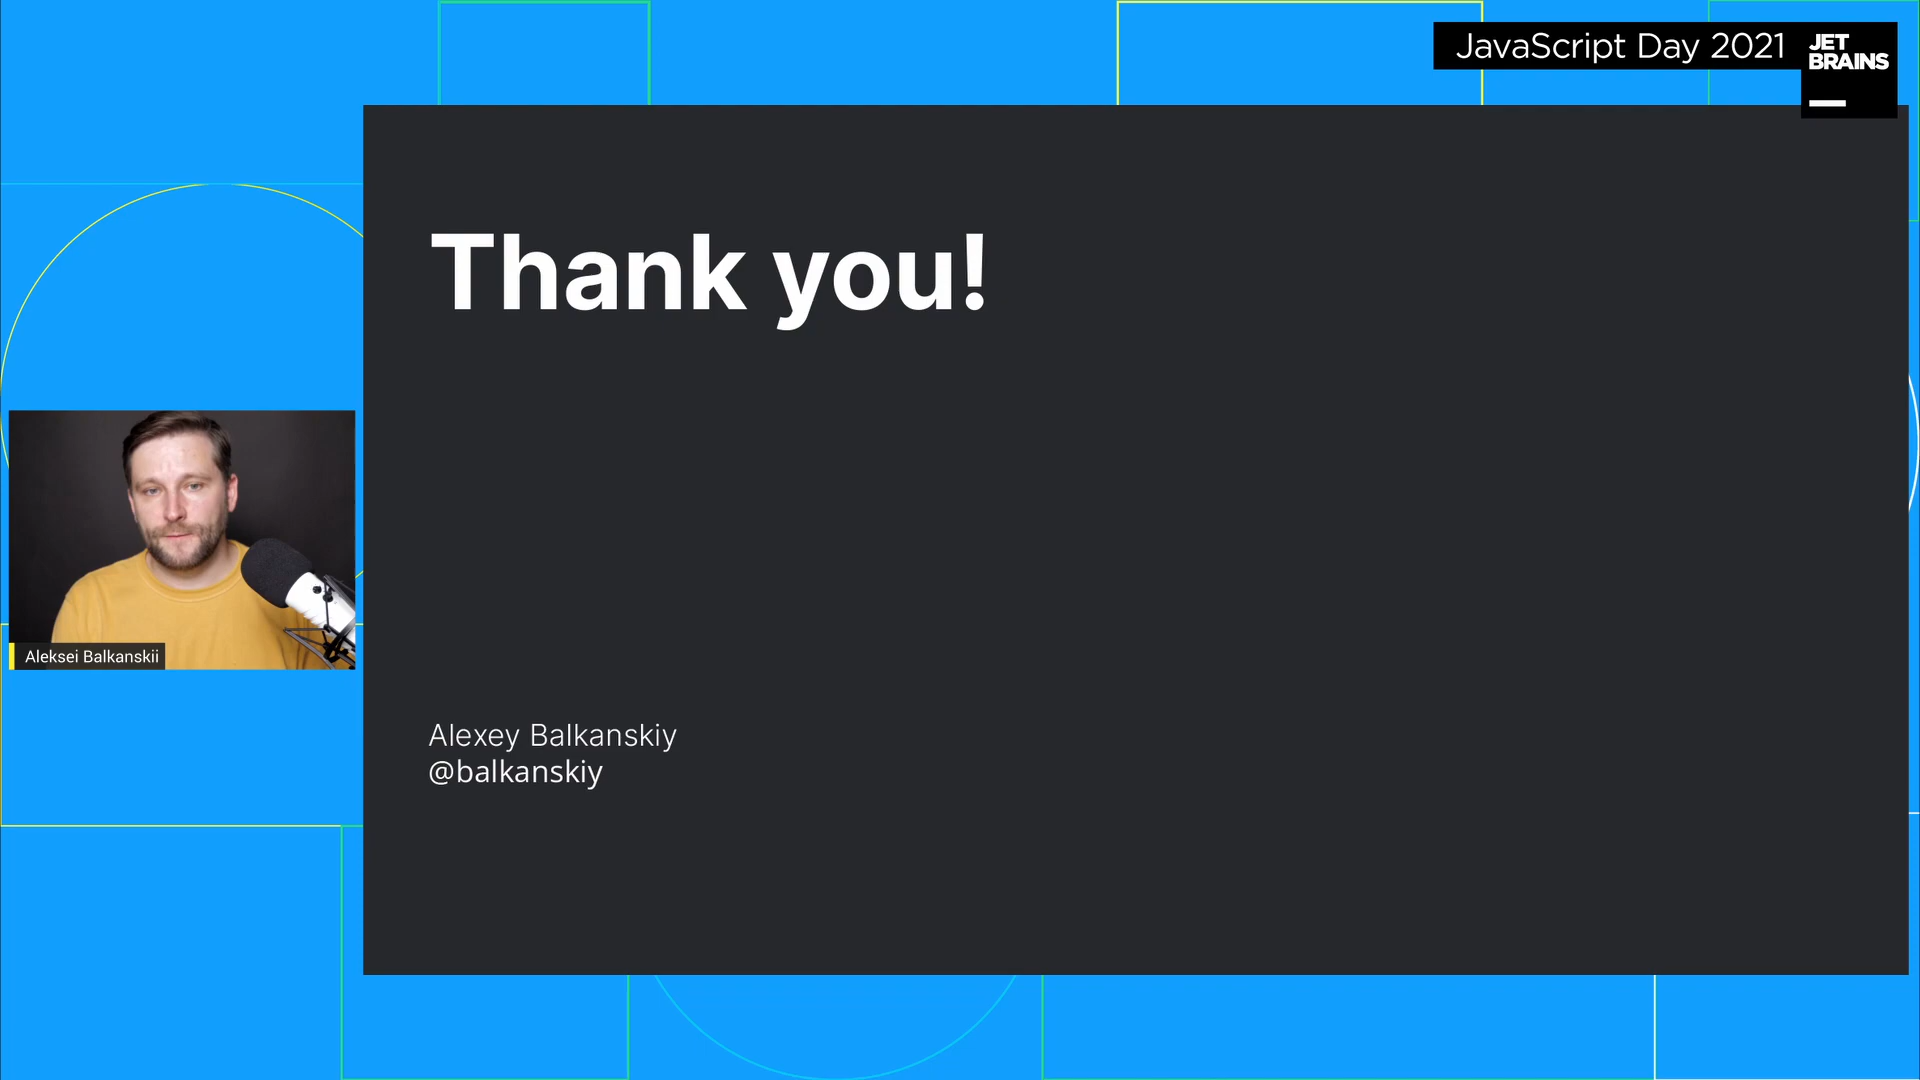 JavaScript Day 2021
JET
BRAINS
Thank you!
Aleksei Balkanskii
Alexey Balkanskiy
@balkanskiy